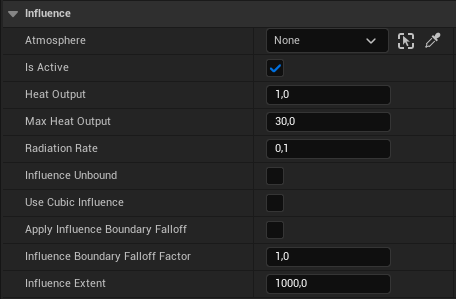 Influence
Atmosphere None
Is Active
Heat Output 1,0
Max Heat Output 30,0
Radiation Rate 0,1
Influence Unbound
Use Cubic Influence
Apply Influence Boundary Falloff
Influence Boundary Falloff Factor 1,0
Influence Extent 1000,0